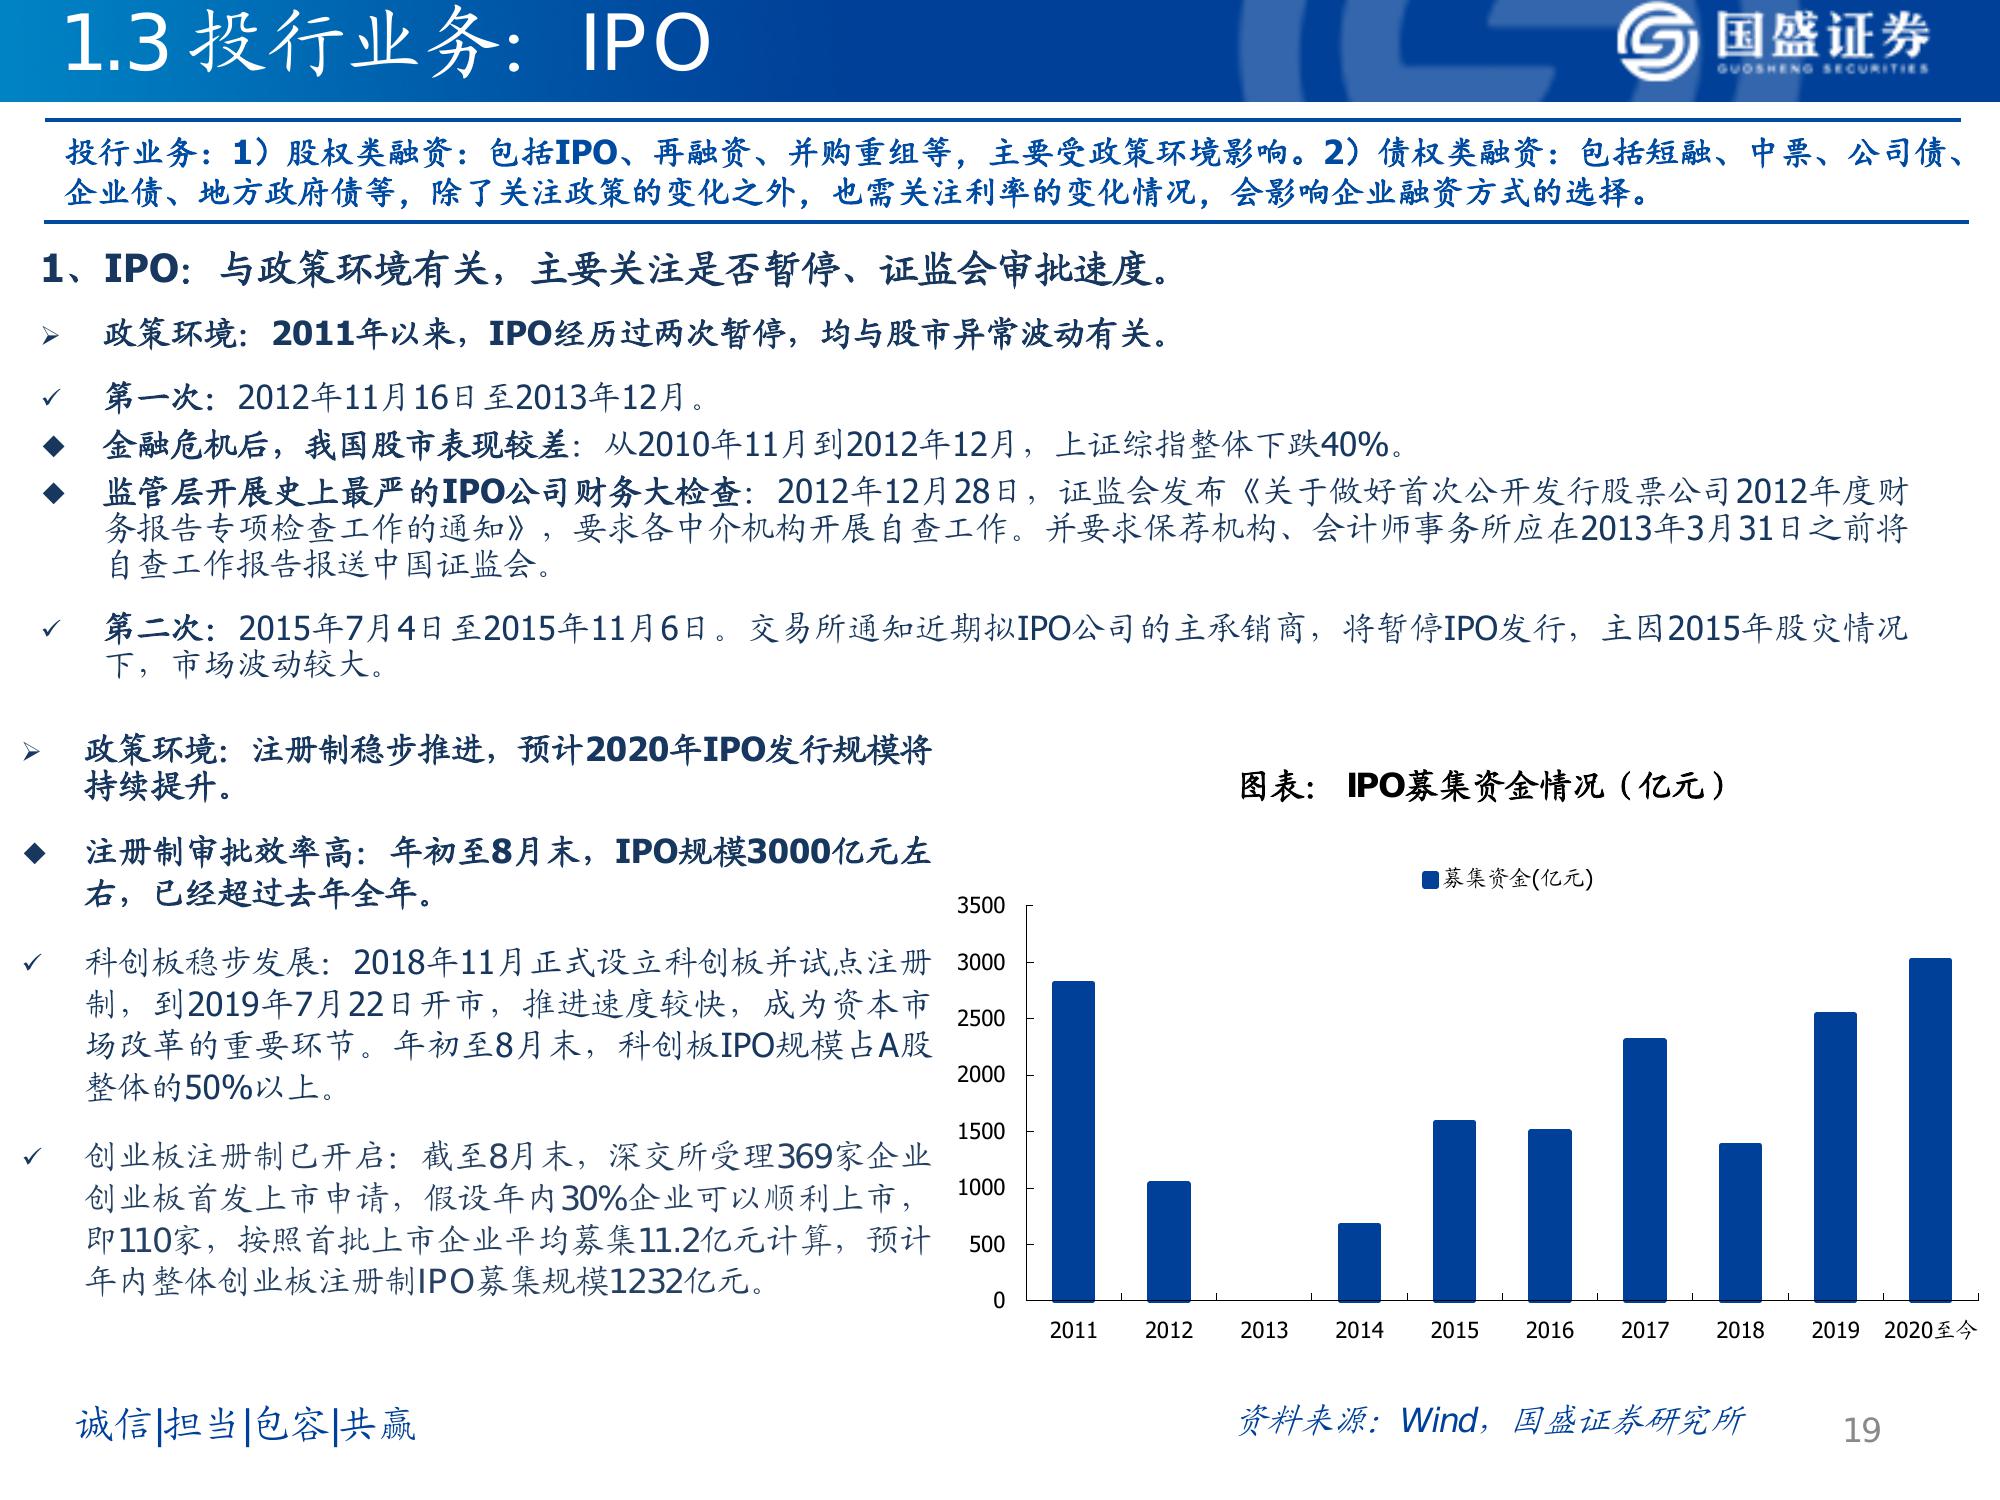 1.3 投行业务：IPO
国盛证券
GUOSHENG SECURITIES
投行业务：1）股权类融资：包括IPO、再融资、并购重组等，主要受政策环境影响。2）债权类融资：包括短融、中票、公司债、
企业债、地方政府债等，除了关注政策的变化之外，也需关注利率的变化情况，会影响企业融资方式的选择。
1、IPO：与政策环境有关，主要关注是否暂停、证监会审批速度。
➢ 政策环境：2011年以来，IPO经历过两次暂停，均与股市异常波动有关。
✓ 第一次：2012年11月16日至2013年12月。
◆ 金融危机后，我国股市表现较差：从2010年11月到2012年12月，上证综指整体下跌40%。
◆ 监管层开展史上最严的IPO公司财务大检查：2012年12月28日，证监会发布《关于做好首次公开发行股票公司2012年度财
务报告专项检查工作的通知》，要求各中介机构开展自查工作。并要求保荐机构、会计师事务所应在2013年3月31日之前将
自查工作报告报送中国证监会。
✓ 第二次：2015年7月4日至2015年11月6日。交易所通知近期拟IPO公司的主承销商，将暂停IPO发行，主因2015年股灾情况
下，市场波动较大。
➢ 政策环境：注册制稳步推进，预计2020年IPO发行规模将
持续提升。
◆ 注册制审批效率高：年初至8月末，IPO规模3000亿元左
右，已经超过去年全年。
✓ 科创板稳步发展：2018年11月正式设立科创板并试点注册
制，到2019年7月22日开市，推进速度较快，成为资本市
场改革的重要环节。年初至8月末，科创板IPO规模占A股
整体的50%以上。
✓ 创业板注册制已开启：截至8月末，深交所受理369家企业
创业板首发上市申请，假设年内30%企业可以顺利上市，
即110家，按照首批上市企业平均募集11.2亿元计算，预计
年内整体创业板注册制IPO募集规模1232亿元。
图表： IPO募集资金情况（亿元）
募集资金(亿元)
3500
3000
2500
2000
1500
1000
500
0
2011 2012 2013 2014 2015 2016 2017 2018 2019 2020至今
诚信|担当|包容|共赢
资料来源：Wind，国盛证券研究所
19